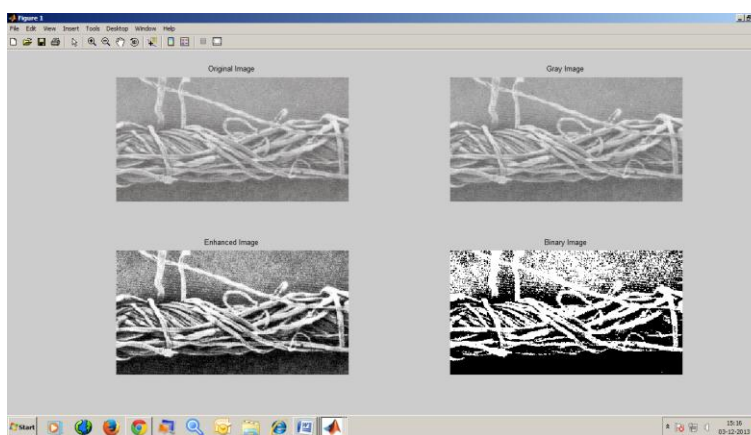 Figure 1
File Edit View Insert Tools Desktop Window Help
Original Image
Gray Image
Enhanced Image
Binary Image
Start
15:16
03-12-2015